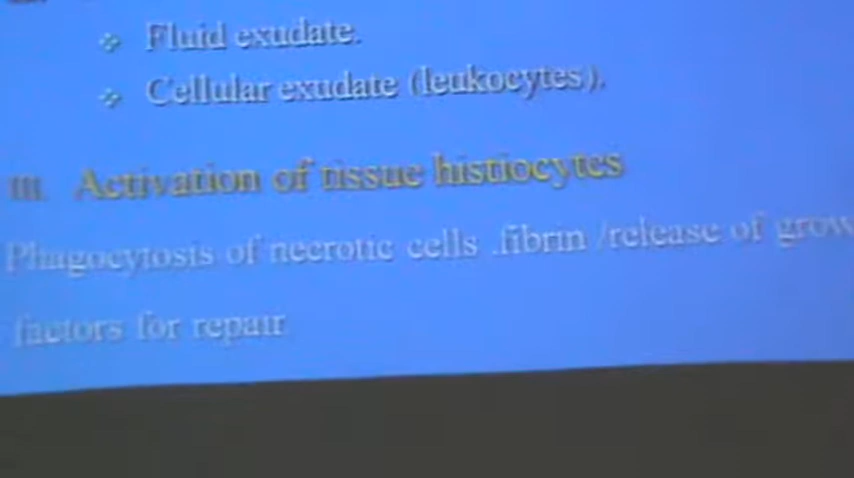 Fluid exudate.
Cellular exudate (leukocytes).
III. Activation of tissue histiocytes
Phagocytosis of necrotic cells .fibrin /release of grow
factors for repair